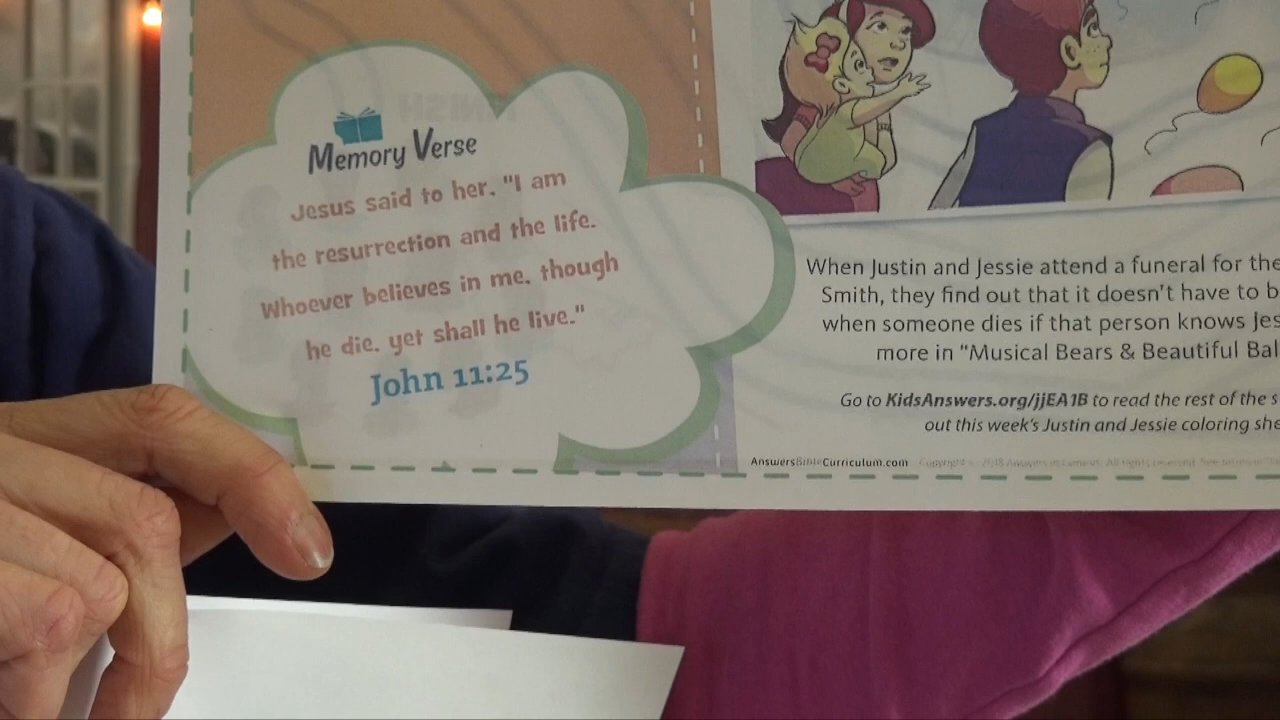 Memory Verse
Jesus said to her, "I am
the resurrection and the life.
Whoever believes in me, though
he die, yet shall he live."
John 11:25
When Justin and Jessie attend a funeral for the
Smith, they find out that it doesn't have to b
when someone dies if that person knows Jes
more in "Musical Bears & Beautiful Bal
Go to KidsAnswers.org/jjEA1B to read the rest of the s
out this week's Justin and Jessie coloring she
AnswersBibleCurriculum.com